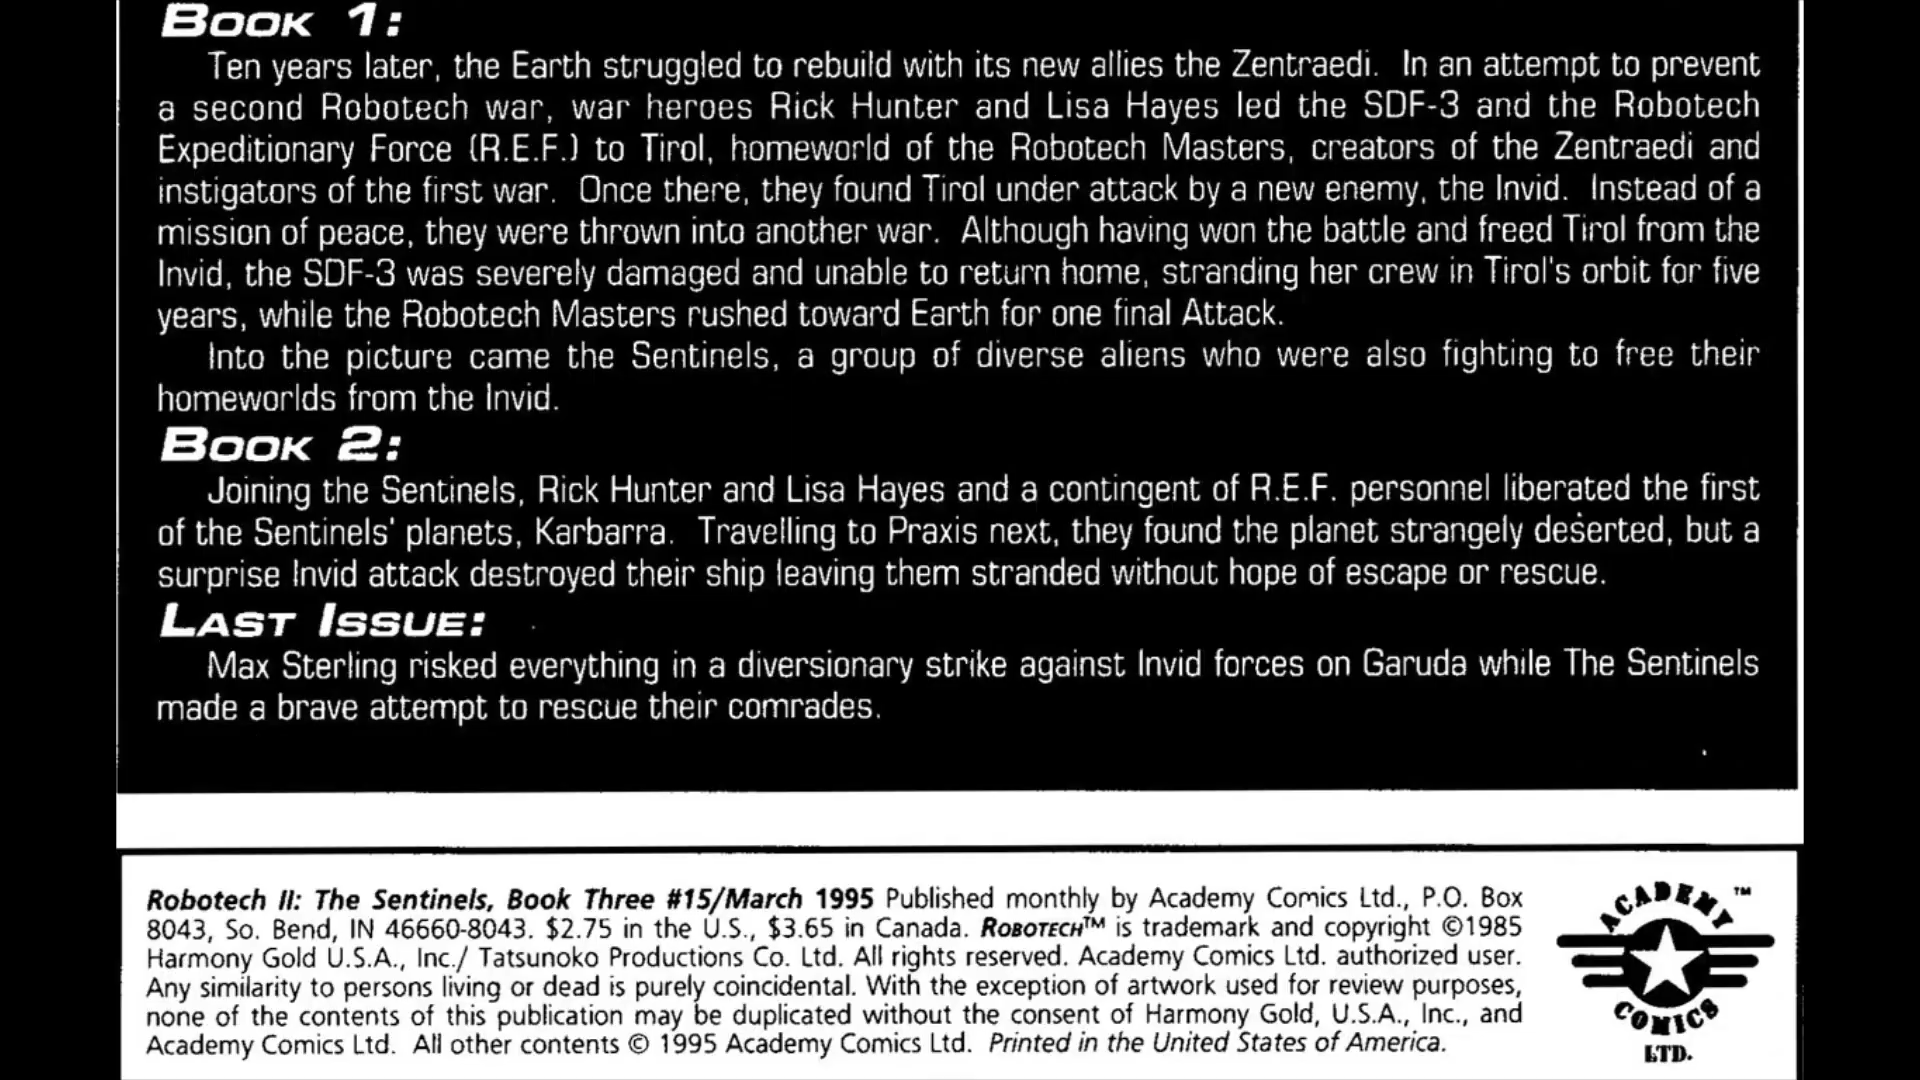 BOOK 1:
Ten years later, the Earth struggled to rebuild with its new allies the Zentraedi. In an attempt to prevent
a second Robotech war, war heroes Rick Hunter and Lisa Hayes led the SDF-3 and the Robotech
Expeditionary Force (R.E.F.) to Tirol, homeworld of the Robotech Masters, creators of the Zentraedi and
instigators of the first war. Once there, they found Tirol under attack by a new enemy, the Invid. Instead of a
mission of peace, they were thrown into another war. Although having won the battle and freed Tirol from the
Invid, the SDF-3 was severely damaged and unable to return home, stranding her crew in Tirol's orbit for five
years, while the Robotech Masters rushed toward Earth for one final Attack.
Into the picture came the Sentinels, a group of diverse aliens who were also fighting to free their
homeworlds from the Invid.
BOOK 2:
Joining the Sentinels, Rick Hunter and Lisa Hayes and a contingent of R.E.F. personnel liberated the first
of the Sentinels' planets, Karbarra. Travelling to Praxis next, they found the planet strangely deserted, but a
surprise Invid attack destroyed their ship leaving them stranded without hope of escape or rescue.
LAST ISSUE:
Max Sterling risked everything in a diversionary strike against Invid forces on Garuda while The Sentinels
made a brave attempt to rescue their comrades.
Robotech II: The Sentinels, Book Three #15/March 1995 Published monthly by Academy Comics Ltd., P.O. Box
8043, So. Bend, IN 46660-8043. $2.75 in the U.S., $3.65 in Canada. ROBOTECH™ is trademark and copyright ©1985
Harmony Gold U.S.A., Inc./ Tatsunoko Productions Co. Ltd. All rights reserved. Academy Comics Ltd. authorized user.
Any similarity to persons living or dead is purely coincidental. With the exception of artwork used for review purposes,
none of the contents of this publication may be duplicated without the consent of Harmony Gold, U.S.A., Inc., and
Academy Comics Ltd. All other contents © 1995 Academy Comics Ltd. Printed in the United States of America.
ACADEMY™
COMICS
LTD.